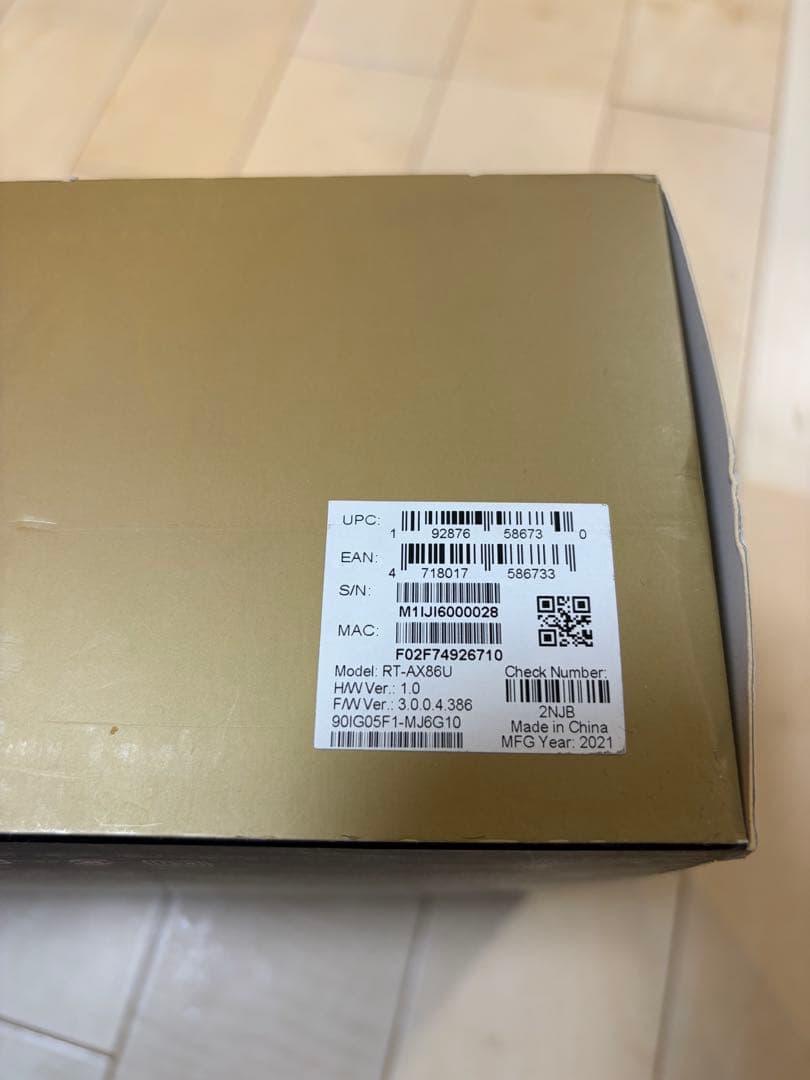 UPC: 1 92876 58673 0
EAN: 4 718017 586733
S/N: M1IJI6000028
MAC: F02F74926710
Model: RT-AX86U
H/W Ver.: 1.0
F/W Ver.: 3.0.0.4.386
90IG05F1-MJ6G10
Check Number:
2NJB
Made in China
MFG Year: 2021